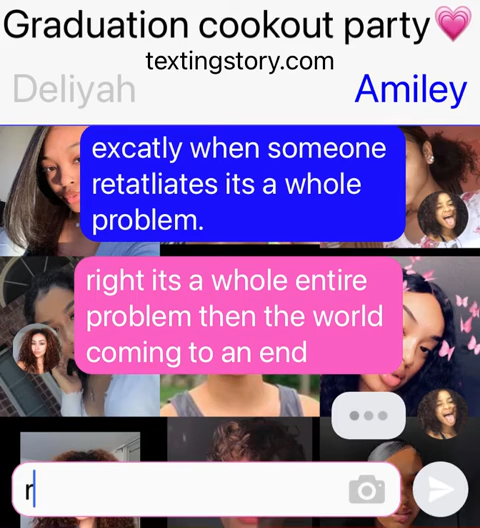 Graduation cookout party💗
textingstory.com
Deliyah
Amiley
excatly when someone
retatliates its a whole
problem.
right its a whole entire
problem then the world
coming to an end
r